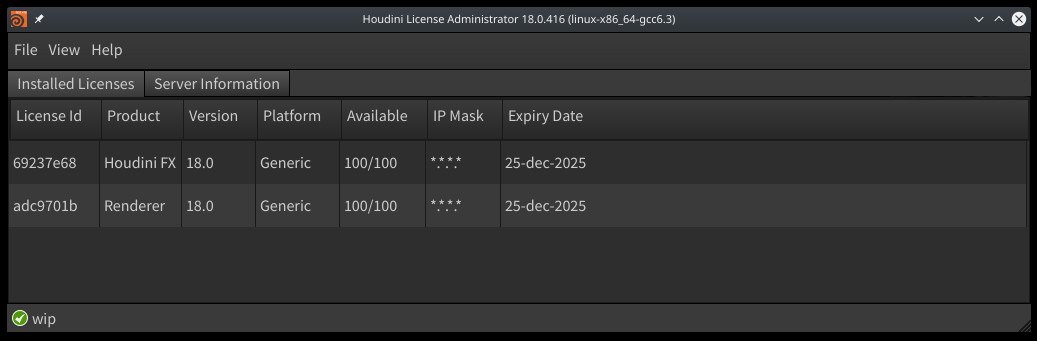 Houdini License Administrator 18.0.416 (linux-x86_64-gcc6.3)
File View Help
Installed Licenses Server Information
License Id Product Version Platform Available IP Mask Expiry Date
69237e68 Houdini FX 18.0 Generic 100/100 *.*.*.* 25-dec-2025
adc9701b Renderer 18.0 Generic 100/100 *.*.*.* 25-dec-2025
wip